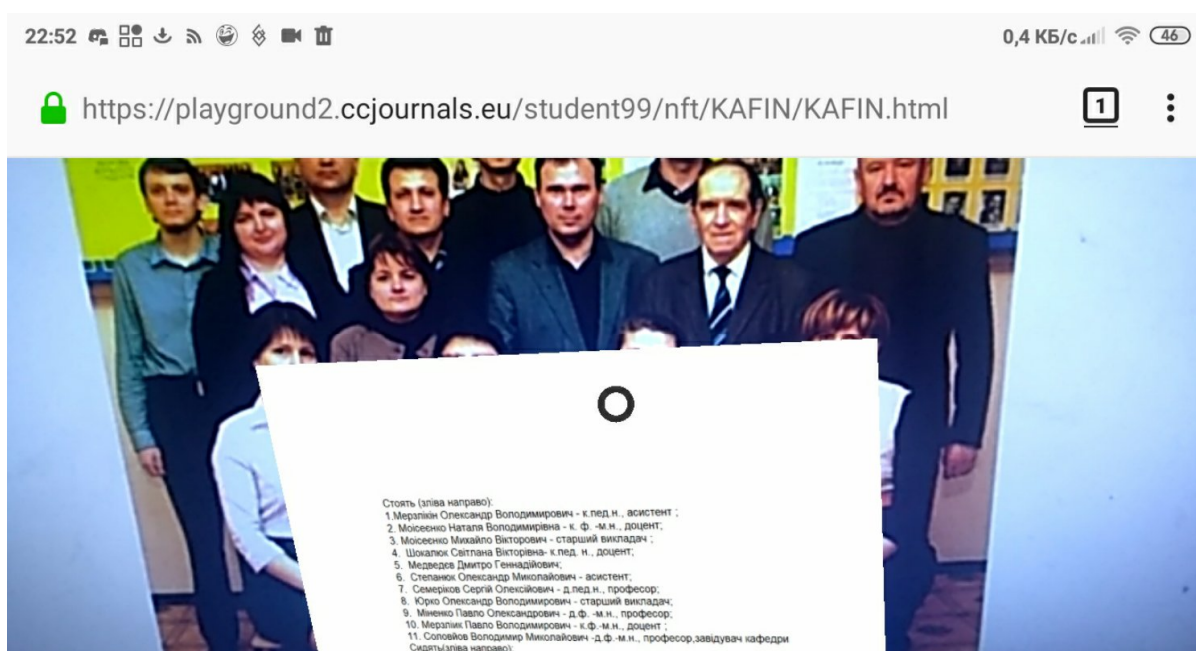 22:52
0,4 КБ/с
46
https://playground2.ccjournals.eu/student99/nft/KAFIN/KAFIN.html
1
Стоять (зліва направо):
1.Мерзлікін Олександр Володимирович - к.пед.н., асистент ;
2. Моісеєнко Наталя Володимирівна - к. ф. -м.н., доцент;
3. Моісеєнко Михайло Вікторович - старший викладач ;
4. Шокалюк Світлана Вікторівна- к.пед. н., доцент;
5. Медведєв Дмитро Геннадійович;
6. Степанюк Олександр Миколайович - асистент;
7. Семеріков Сергій Олексійович - д.пед.н., професор;
8. Юрко Олександр Володимирович - старший викладач;
9. Міненко Павло Олександрович - д.ф. -м.н., професор;
10. Мерзлік Павло Володимирович - к.ф.-м.н., доцент ;
11. Соловйов Володимир Миколайович -д.ф.-м.н., професор,завідувач кафедри
Сидять(зліва направо):